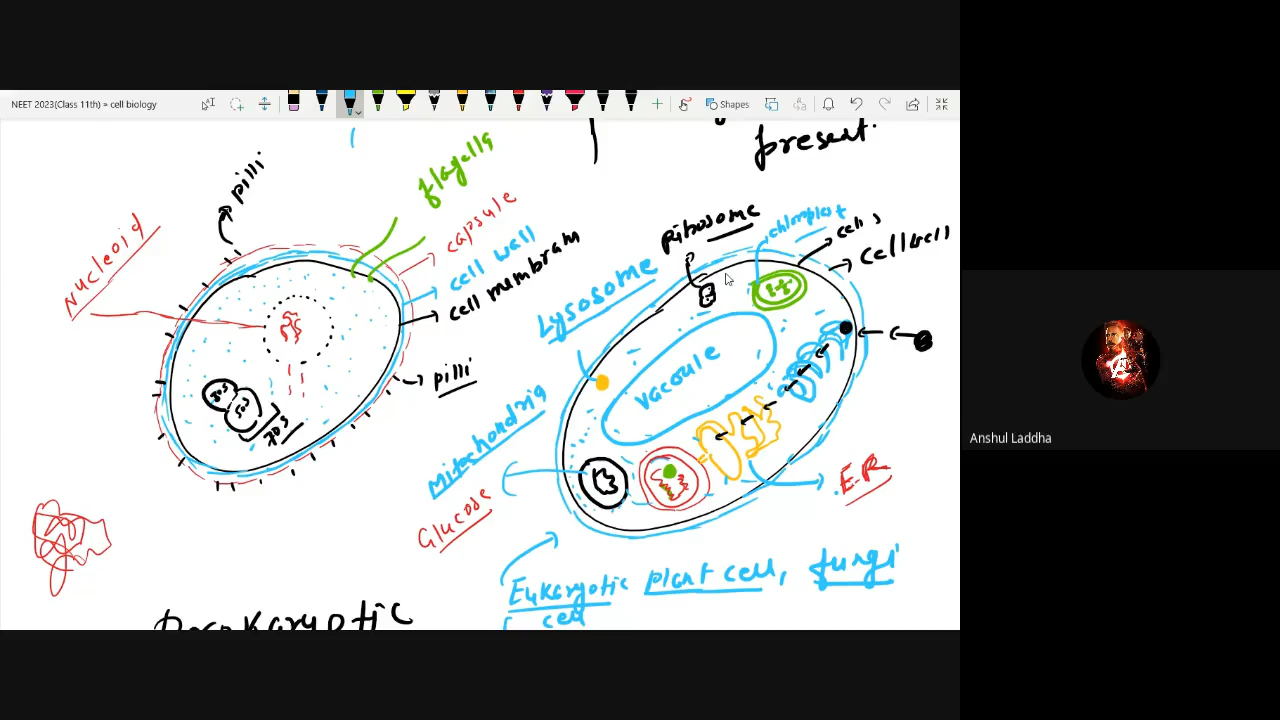 NEET 2023(Class 11th) » cell biology
Shapes
present.
pilli
flagella
Nucleoid
capsule
cell wall
cell membram
pilli
70s
Ribosome
chloroplast
cell wall
Lysosome
vacoule
Mitochondria
Glucose
E.R
Eukaryotic plant cell, fungi
cell
Prokaryotic
Anshul Laddha